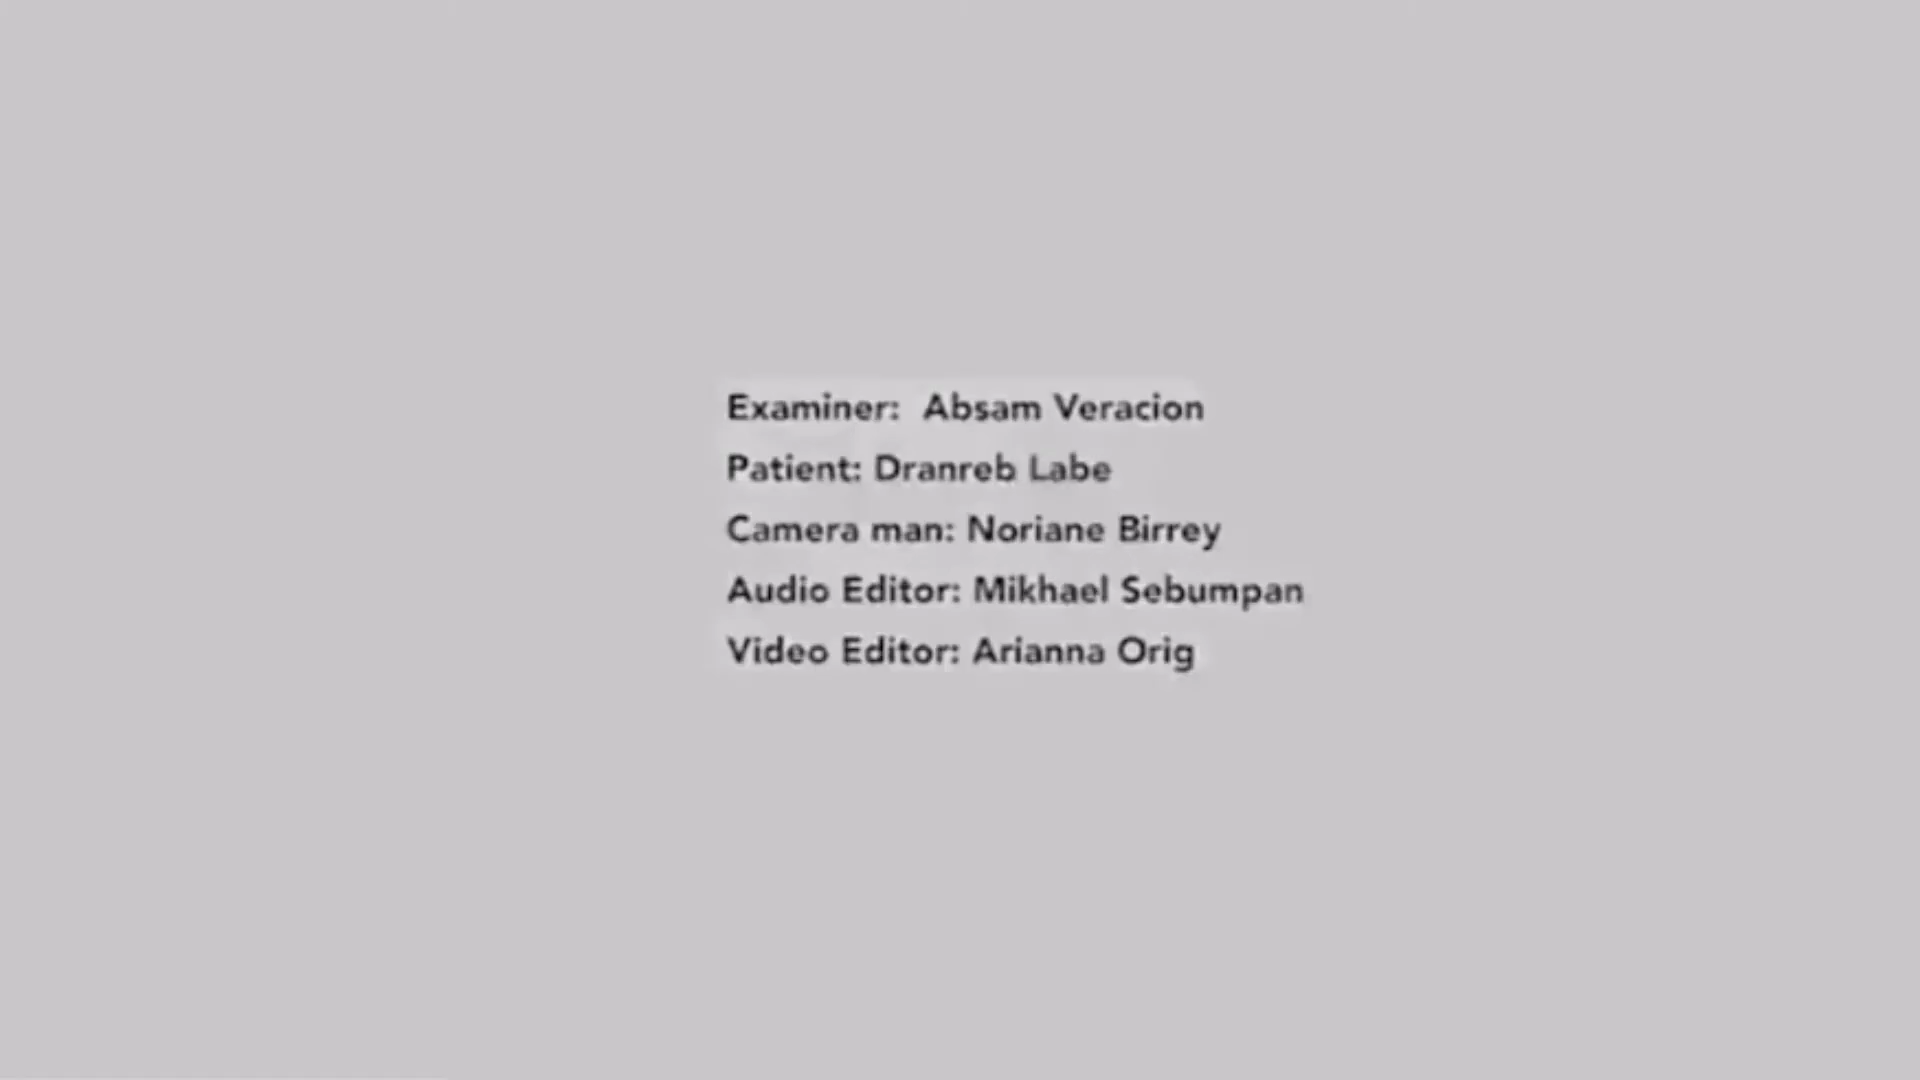 Examiner:  Absam Veracion
Patient: Dranreb Labe
Camera man: Noriane Birrey
Audio Editor: Mikhael Sebumpan
Video Editor: Arianna Orig